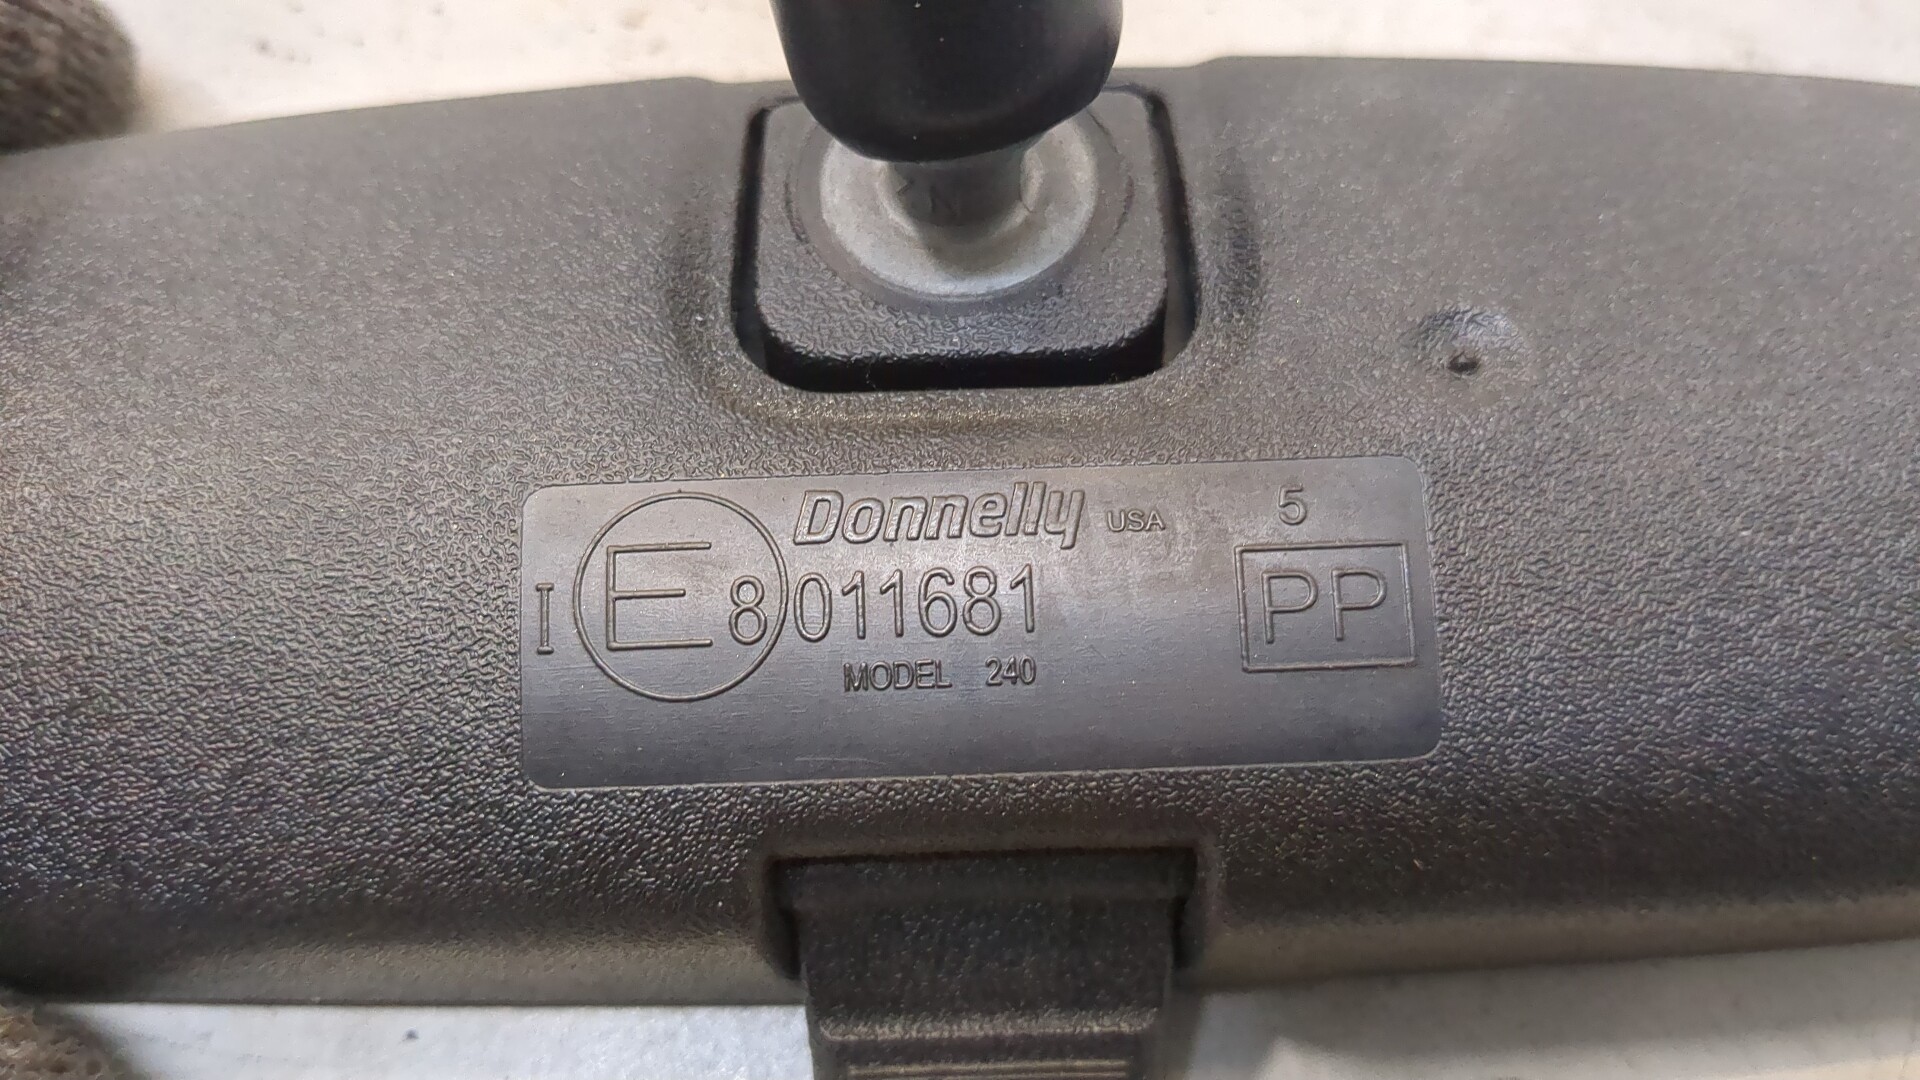 Donnelly USA 5
I E 8 011681 PP
MODEL 240